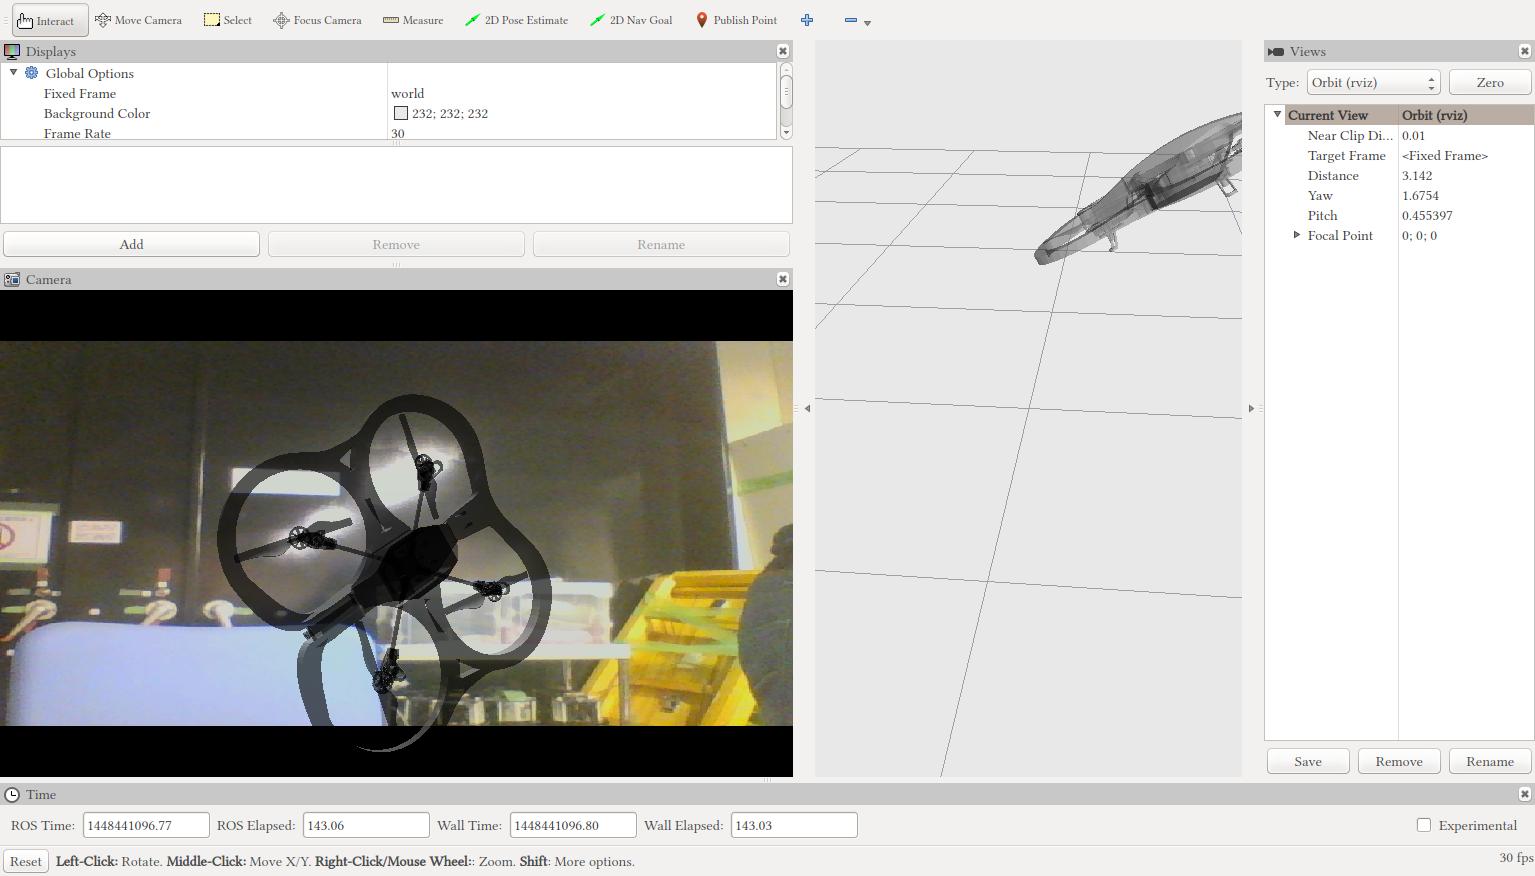 Interact Move Camera Select Focus Camera Measure 2D Pose Estimate 2D Nav Goal Publish Point
Displays
Global Options
Fixed Frame world
Background Color 232; 232; 232
Frame Rate 30
Add Remove Rename
Camera
Views
Type: Orbit (rviz) Zero
Current View Orbit (rviz)
Near Clip Di... 0.01
Target Frame <Fixed Frame>
Distance 3.142
Yaw 1.6754
Pitch 0.455397
Focal Point 0; 0; 0
Save Remove Rename
Time
ROS Time: 1448441096.77 ROS Elapsed: 143.06 Wall Time: 1448441096.80 Wall Elapsed: 143.03 Experimental
Reset Left-Click: Rotate. Middle-Click: Move X/Y. Right-Click/Mouse Wheel:: Zoom. Shift: More options. 30 fps